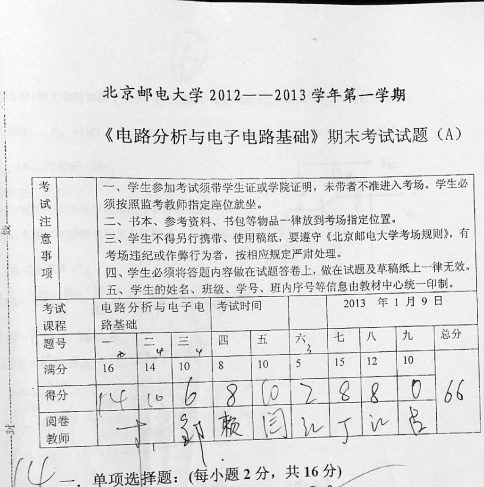 北京邮电大学2012——2013学年第一学期
《电路分析与电子电路基础》期末考试试题（A）
考试注意事项
一、学生参加考试须带学生证或学院证明，未带者不准进入考场。学生必
须按照监考教师指定座位就坐。
二、书本、参考资料、书包等物品一律放到考场指定位置。
三、学生不得另行携带、使用稿纸，要遵守《北京邮电大学考场规则》，有
考场违纪或作弊行为者，按相应规定严肃处理。
四、学生必须将答题内容做在试题答卷上，做在试题及草稿纸上一律无效。
五、学生的姓名、班级、学号、班内序号等信息由教材中心统一印制。
考试课程 电路分析与电子电路基础 考试时间 2013 年 1 月 9 日
题号 一 二 三 四 五 六 七 八 九 总分
满分 16 14 10 8 10 5 15 12 10
得分 14 10 6 8 10 2 8 8 0 66
阅卷教师
14 一．单项选择题：(每小题 2 分，共 16 分)